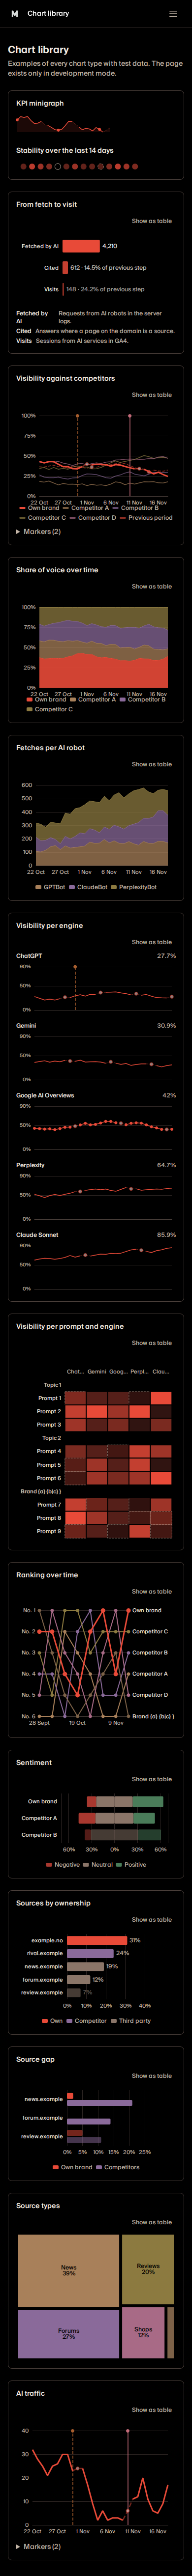 M Chart library
Chart library
Examples of every chart type with test data. The page
exists only in development mode.
KPI minigraph
Stability over the last 14 days
From fetch to visit
Show as table
Fetched by AI 4,210
Cited 612 · 14.5% of previous step
Visits 148 · 24.2% of previous step
Fetched by AI Requests from AI robots in the server logs.
Cited Answers where a page on the domain is a source.
Visits Sessions from AI services in GA4.
Visibility against competitors
Show as table
100%
75%
50%
25%
0%
22 Oct 27 Oct 1 Nov 6 Nov 11 Nov 16 Nov
Own brand Competitor A Competitor B
Competitor C Competitor D Previous period
Markers (2)
Share of voice over time
Show as table
100%
75%
50%
25%
0%
22 Oct 27 Oct 1 Nov 6 Nov 11 Nov 16 Nov
Own brand Competitor A Competitor B
Competitor C
Fetches per AI robot
Show as table
600
500
400
300
200
100
0
22 Oct 27 Oct 1 Nov 6 Nov 11 Nov 16 Nov
GPTBot ClaudeBot PerplexityBot
Visibility per engine
Show as table
ChatGPT 27.7%
90%
50%
0%
Gemini 30.9%
90%
50%
0%
Google AI Overviews 42%
90%
50%
0%
Perplexity 64.7%
90%
50%
0%
Claude Sonnet 85.9%
90%
50%
0%
Visibility per prompt and engine
Show as table
Chat... Gemini Goog... Perpl... Clau...
Topic 1
Prompt 1
Prompt 2
Prompt 3
Topic 2
Prompt 4
Prompt 5
Prompt 6
Brand {a} {b|c} )
Prompt 7
Prompt 8
Prompt 9
Ranking over time
Show as table
No. 1 Own brand
No. 2 Competitor C
No. 3 Competitor B
No. 4 Competitor A
No. 5 Competitor D
No. 6 Brand {a} {b|c} )
28 Sept 19 Oct 9 Nov
Sentiment
Show as table
Own brand
Competitor A
Competitor B
60% 30% 0% 30% 60%
Negative Neutral Positive
Sources by ownership
Show as table
example.no 31%
rival.example 24%
news.example 19%
forum.example 12%
review.example 7%
0% 10% 20% 30% 40%
Own Competitor Third party
Source gap
Show as table
news.example
forum.example
review.example
0% 5% 10% 15% 20% 25%
Own brand Competitors
Source types
Show as table
News
39%
Reviews
20%
Forums
27%
Shops
12%
AI traffic
Show as table
40
30
20
10
0
22 Oct 27 Oct 1 Nov 6 Nov 11 Nov 16 Nov
Markers (2)